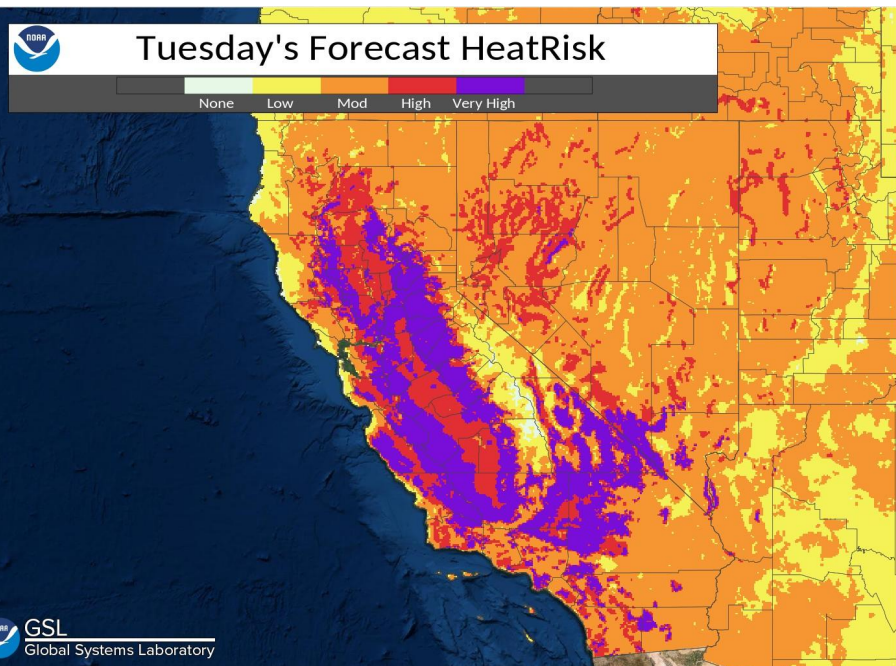 NOAA
Tuesday's Forecast HeatRisk
None Low Mod High Very High
GSL
Global Systems Laboratory